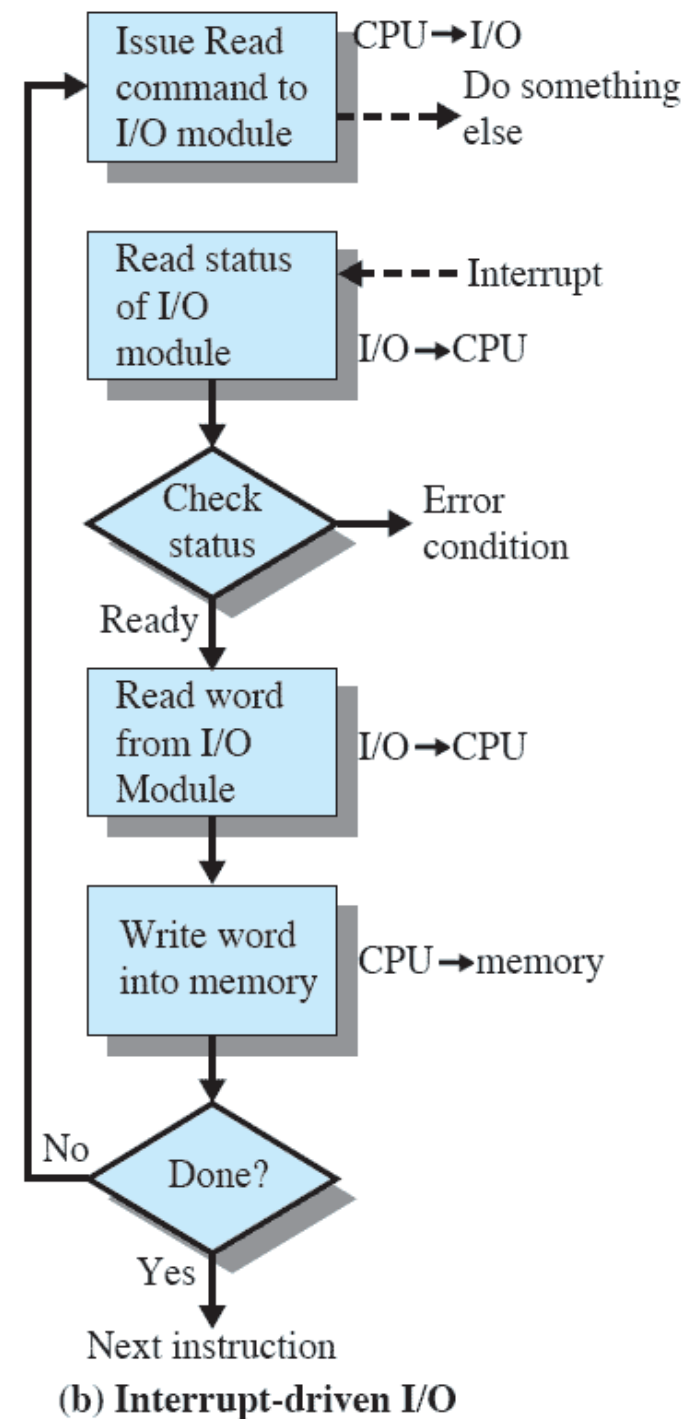 Issue Read
command to
I/O module
CPU→I/O
Do something
else
Read status
of I/O
module
Interrupt
I/O→CPU
Check
status
Error
condition
Ready
Read word
from I/O
Module
I/O→CPU
Write word
into memory
CPU→memory
No
Done?
Yes
Next instruction
(b) Interrupt-driven I/O